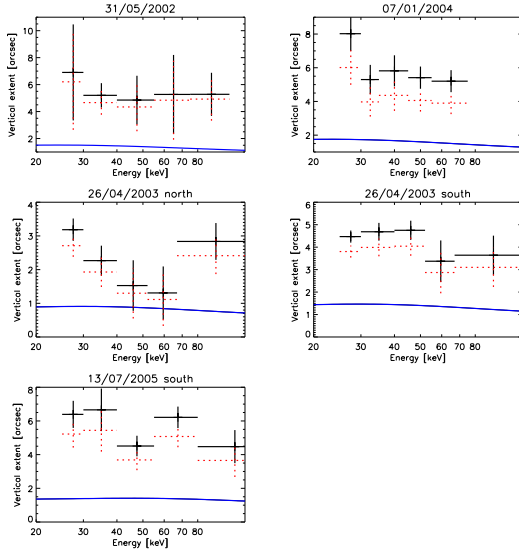 31/05/2002
10
8
6
4
2
Vertical extent [arcsec]
20 30 40 50 60 70 80
Energy [keV]
07/01/2004
8
6
4
2
Vertical extent [arcsec]
20 30 40 50 60 70 80
Energy [keV]
26/04/2003 north
4
3
2
1
0
Vertical extent [arcsec]
20 30 40 50 60 70 80
Energy [keV]
26/04/2003 south
6
5
4
3
2
1
0
Vertical extent [arcsec]
20 30 40 50 60 70 80
Energy [keV]
13/07/2005 south
8
6
4
2
0
Vertical extent [arcsec]
20 30 40 50 60 70 80
Energy [keV]